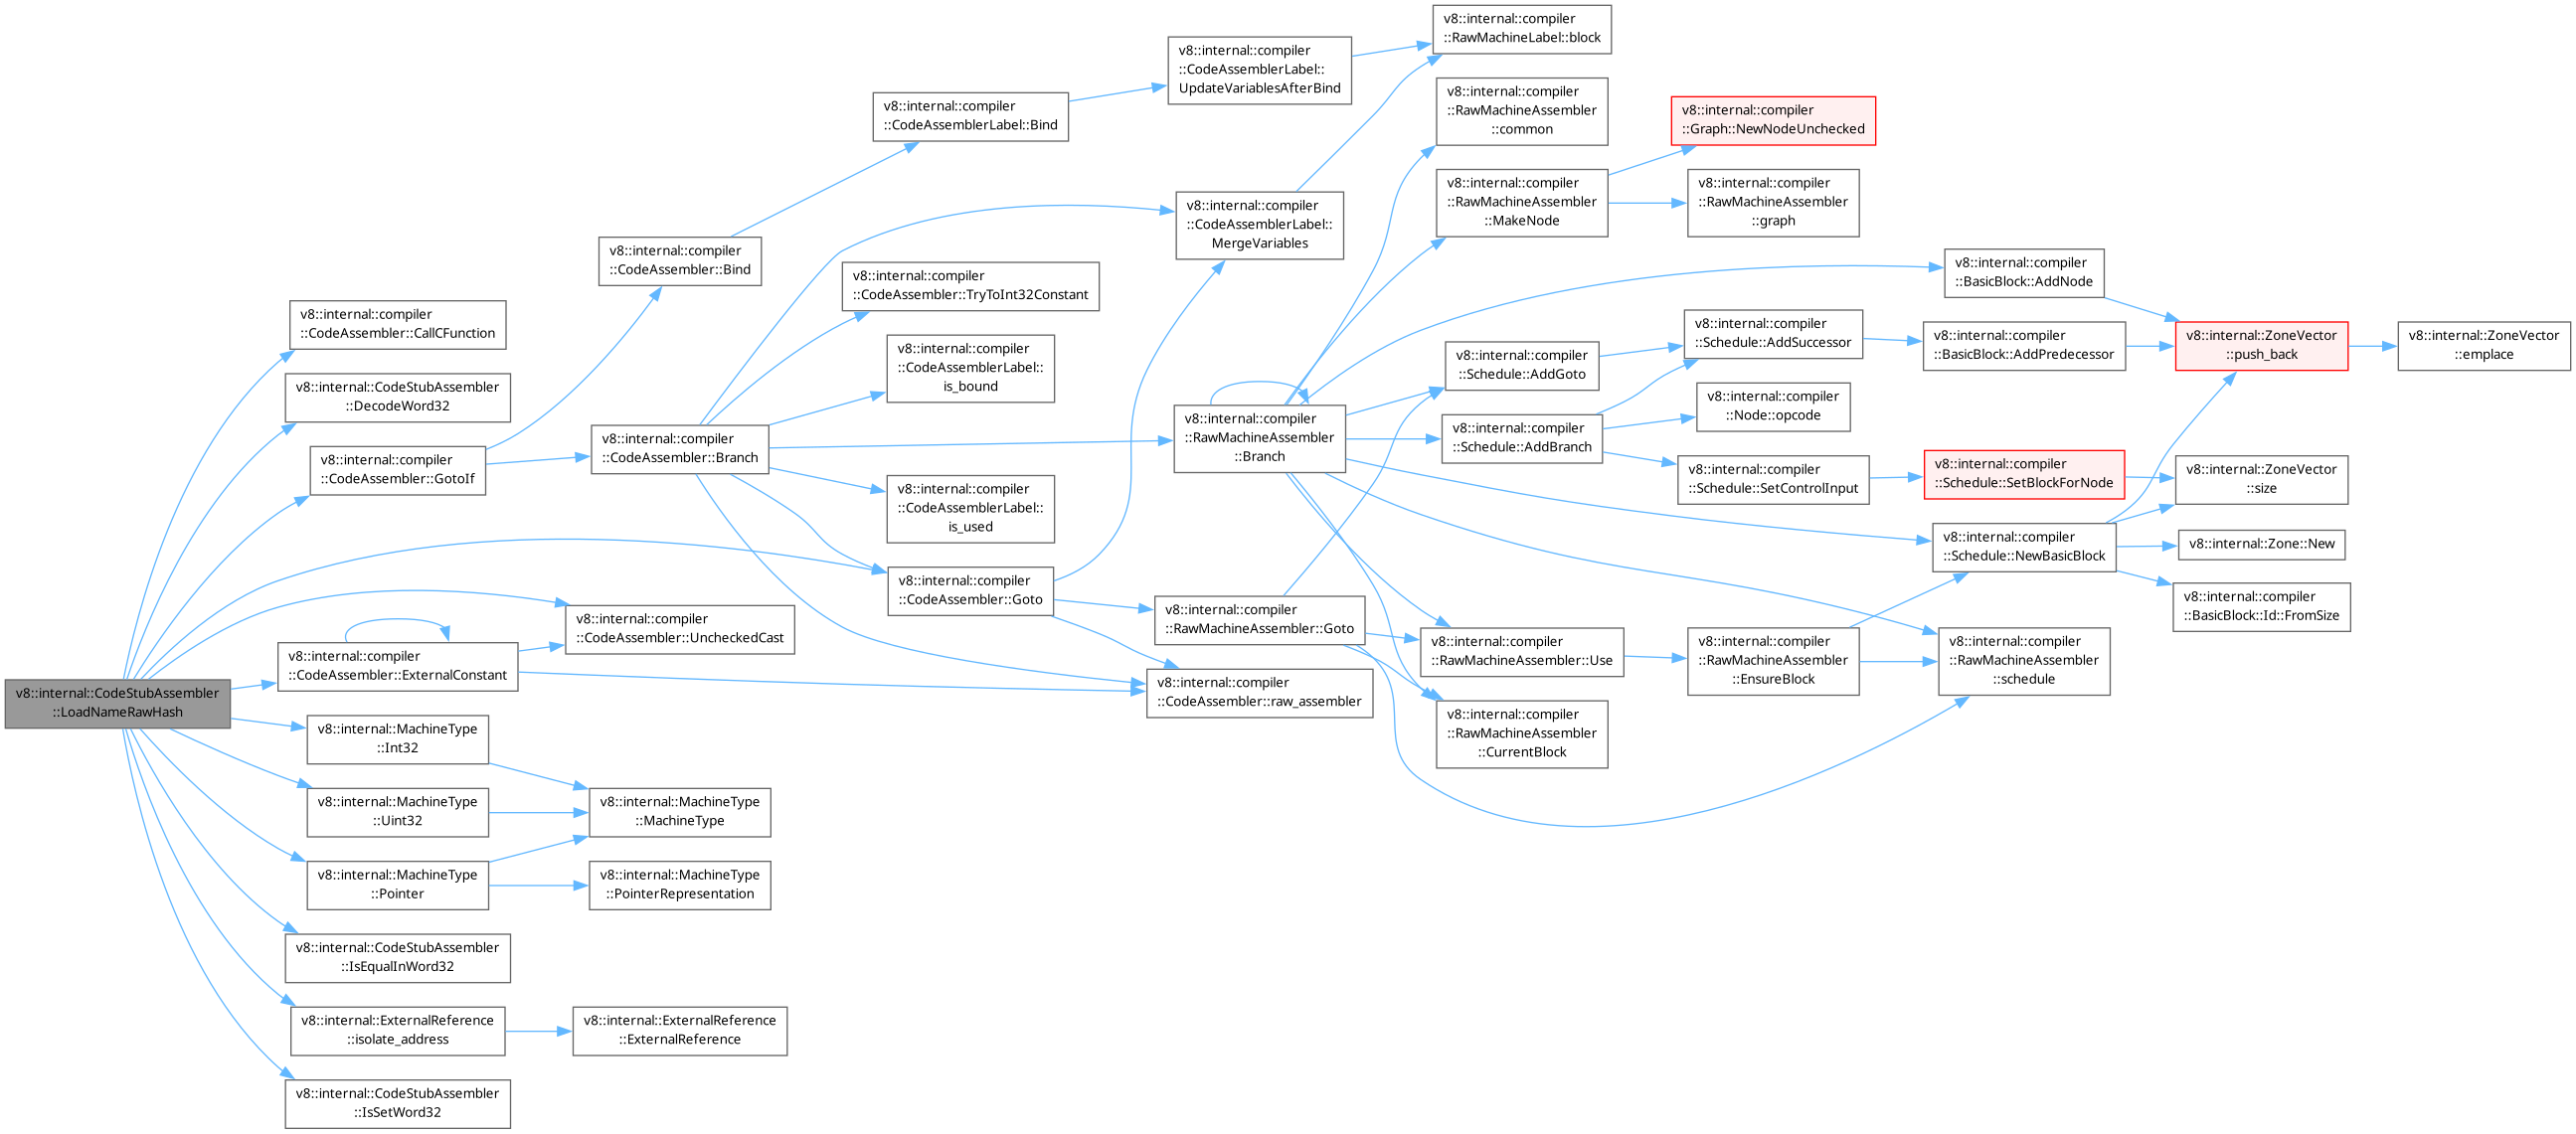 v8::internal::CodeStubAssembler
::LoadNameRawHash
v8::internal::compiler
::CodeAssembler::CallCFunction
v8::internal::CodeStubAssembler
::DecodeWord32
v8::internal::compiler
::CodeAssembler::GotoIf
v8::internal::compiler
::CodeAssembler::ExternalConstant
v8::internal::MachineType
::Int32
v8::internal::MachineType
::Uint32
v8::internal::MachineType
::Pointer
v8::internal::CodeStubAssembler
::IsEqualInWord32
v8::internal::ExternalReference
::isolate_address
v8::internal::CodeStubAssembler
::IsSetWord32
v8::internal::compiler
::CodeAssembler::Bind
v8::internal::compiler
::CodeAssembler::Branch
v8::internal::compiler
::CodeAssembler::UncheckedCast
v8::internal::MachineType
::MachineType
v8::internal::MachineType
::PointerRepresentation
v8::internal::ExternalReference
::ExternalReference
v8::internal::compiler
::CodeAssemblerLabel::Bind
v8::internal::compiler
::CodeAssembler::TryToInt32Constant
v8::internal::compiler
::CodeAssemblerLabel::
is_bound
v8::internal::compiler
::CodeAssemblerLabel::
is_used
v8::internal::compiler
::CodeAssembler::Goto
v8::internal::compiler
::CodeAssemblerLabel::
UpdateVariablesAfterBind
v8::internal::compiler
::CodeAssemblerLabel::
MergeVariables
v8::internal::compiler
::RawMachineAssembler
::Branch
v8::internal::compiler
::RawMachineAssembler::Goto
v8::internal::compiler
::CodeAssembler::raw_assembler
v8::internal::compiler
::RawMachineLabel::block
v8::internal::compiler
::RawMachineAssembler
::common
v8::internal::compiler
::RawMachineAssembler
::MakeNode
v8::internal::compiler
::Schedule::AddGoto
v8::internal::compiler
::Schedule::AddBranch
v8::internal::compiler
::RawMachineAssembler::Use
v8::internal::compiler
::RawMachineAssembler
::CurrentBlock
v8::internal::compiler
::Graph::NewNodeUnchecked
v8::internal::compiler
::RawMachineAssembler
::graph
v8::internal::compiler
::Schedule::AddSuccessor
v8::internal::compiler
::Node::opcode
v8::internal::compiler
::Schedule::SetControlInput
v8::internal::compiler
::RawMachineAssembler
::EnsureBlock
v8::internal::compiler
::BasicBlock::AddNode
v8::internal::compiler
::BasicBlock::AddPredecessor
v8::internal::compiler
::Schedule::SetBlockForNode
v8::internal::compiler
::Schedule::NewBasicBlock
v8::internal::compiler
::RawMachineAssembler
::schedule
v8::internal::ZoneVector
::push_back
v8::internal::ZoneVector
::size
v8::internal::Zone::New
v8::internal::compiler
::BasicBlock::Id::FromSize
v8::internal::ZoneVector
::emplace